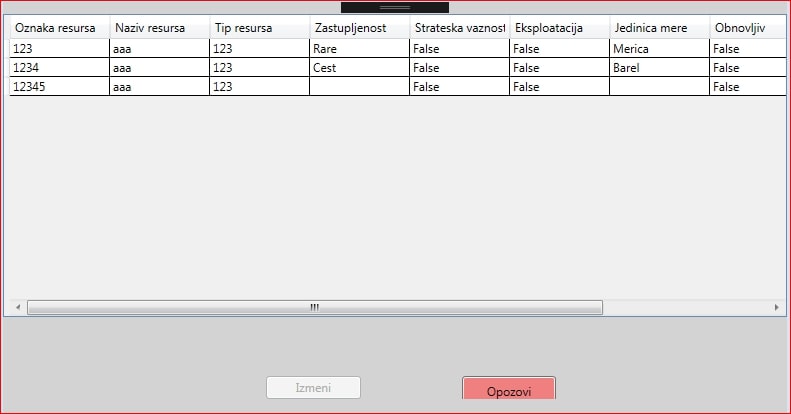 Oznaka resursa Naziv resursa Tip resursa Zastupljenost Strateska vaznost Eksploatacija Jedinica mere Obnovljiv
123 aaa 123 Rare False False Merica False
1234 aaa 123 Cest False False Barel False
12345 aaa 123 False False False
Izmeni Opozovi